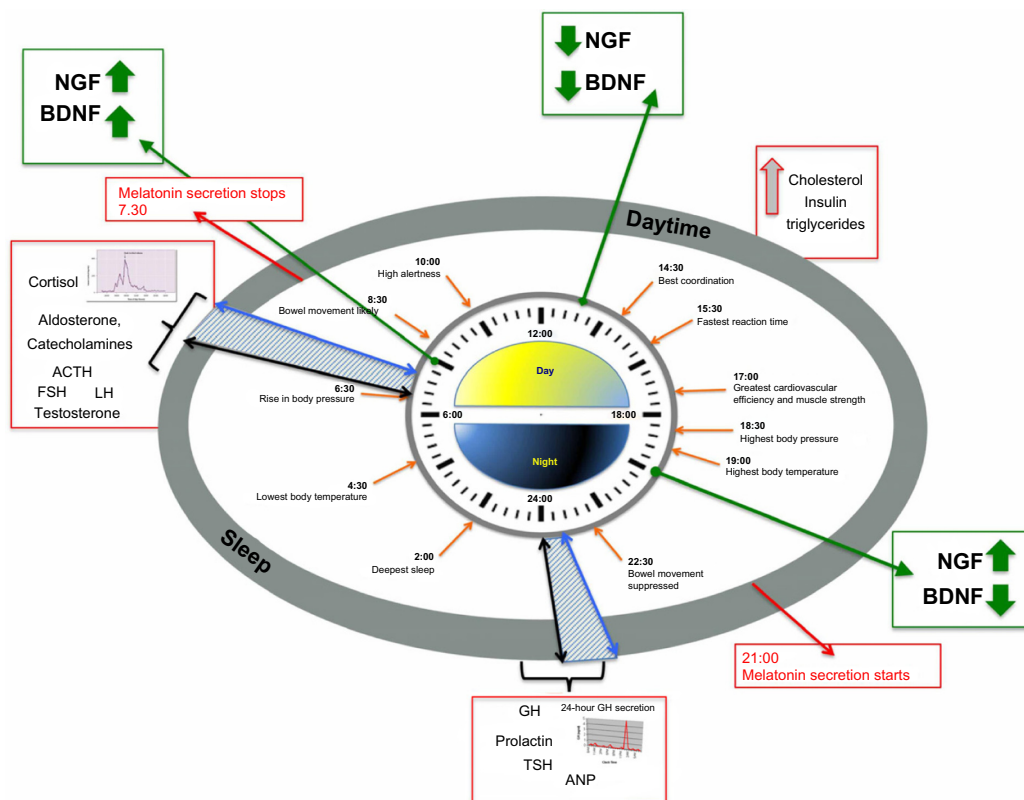 NGF
BDNF
NGF
BDNF
Melatonin secretion stops
7.30
Cholesterol
Insulin
triglycerides
Daytime
Cortisol
Aldosterone,
Catecholamines
ACTH
FSH LH
Testosterone
10:00
High alertness
8:30
Bowel movement likely
6:30
Rise in body pressure
4:30
Lowest body temperature
2:00
Deepest sleep
14:30
Best coordination
15:30
Fastest reaction time
17:00
Greatest cardiovascular
efficiency and muscle strength
18:30
Highest body pressure
19:00
Highest body temperature
22:30
Bowel movement
suppressed
12:00
Day
6:00
18:00
Night
24:00
Sleep
NGF
BDNF
21:00
Melatonin secretion starts
GH
24-hour GH secretion
Prolactin
TSH
ANP